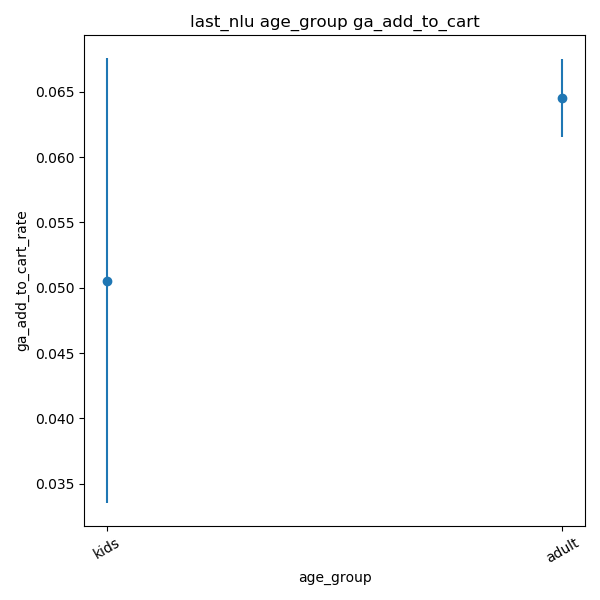 last_nlu age_group ga_add_to_cart
ga_add_to_cart_rate
0.065
0.060
0.055
0.050
0.045
0.040
0.035
kids
adult
age_group